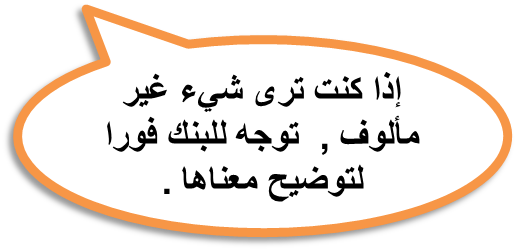 إذا كنت ترى شيء غير
مألوف , توجه للبنك فورا
لتوضيح معناها .